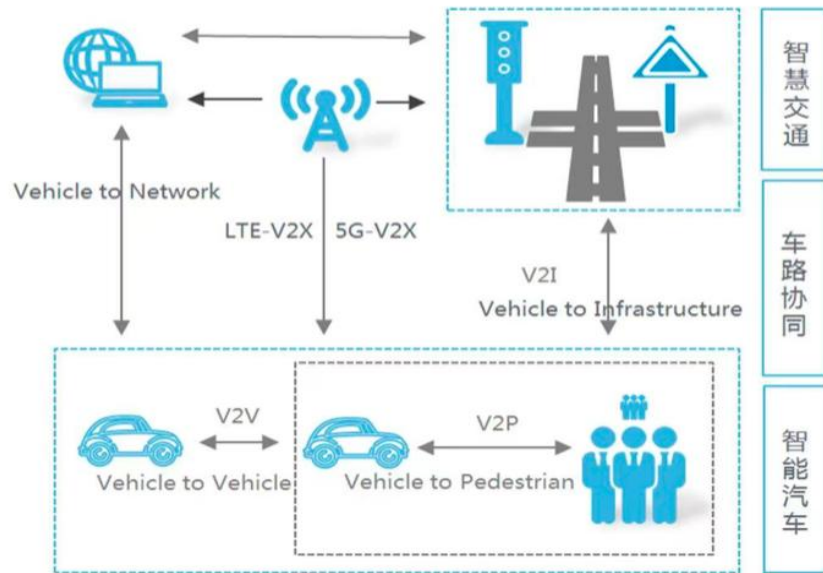 Vehicle to Network
LTE-V2X 5G-V2X
V2I
Vehicle to Infrastructure
V2V
Vehicle to Vehicle
V2P
Vehicle to Pedestrian
智慧交通
车路协同
智能汽车